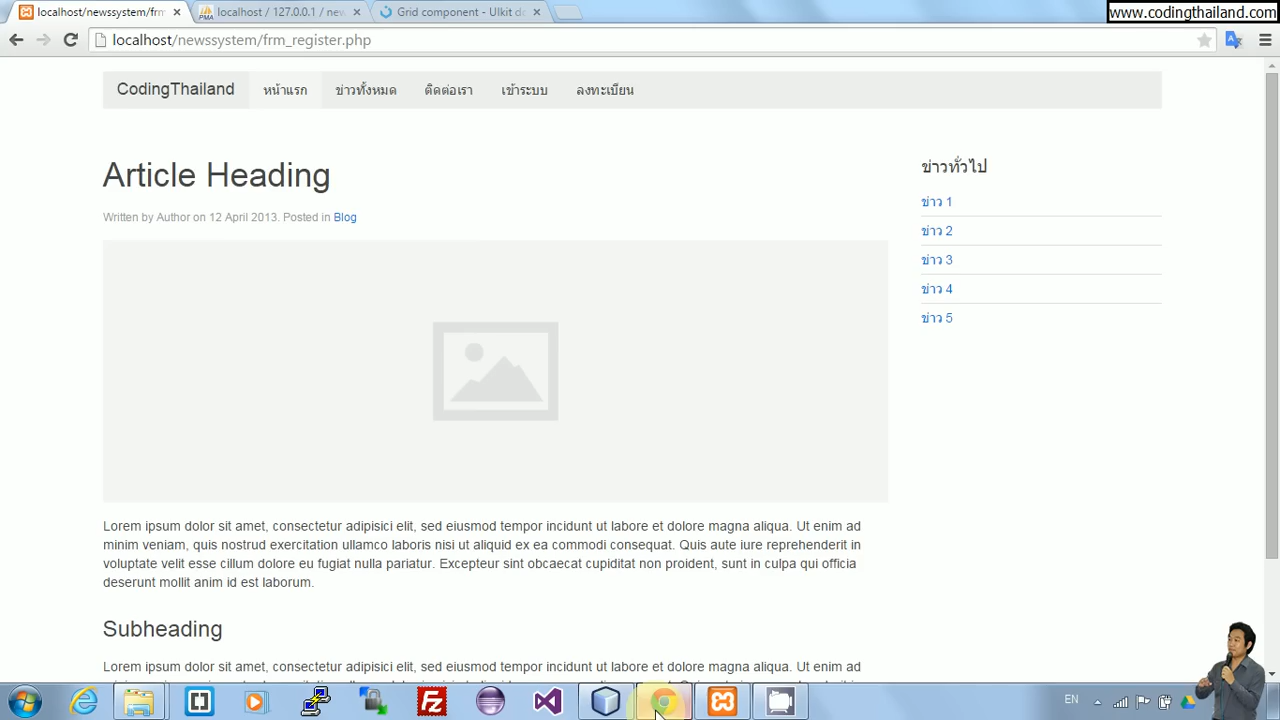 localhost/newssystem/frm
localhost / 127.0.0.1 / new
Grid component - UIkit do
www.codingthailand.com
localhost/newssystem/frm_register.php
CodingThailand
หน้าแรก
ข่าวทั้งหมด
ติดต่อเรา
เข้าระบบ
ลงทะเบียน
Article Heading
Written by Author on 12 April 2013. Posted in Blog
Lorem ipsum dolor sit amet, consectetur adipisici elit, sed eiusmod tempor incidunt ut labore et dolore magna aliqua. Ut enim ad
minim veniam, quis nostrud exercitation ullamco laboris nisi ut aliquid ex ea commodi consequat. Quis aute iure reprehenderit in
voluptate velit esse cillum dolore eu fugiat nulla pariatur. Excepteur sint obcaecat cupiditat non proident, sunt in culpa qui officia
deserunt mollit anim id est laborum.
Subheading
Lorem ipsum dolor sit amet, consectetur adipisici elit, sed eiusmod tempor incidunt ut labore et dolore magna aliqua. Ut enim ad
ข่าวทั่วไป
ข่าว 1
ข่าว 2
ข่าว 3
ข่าว 4
ข่าว 5
EN